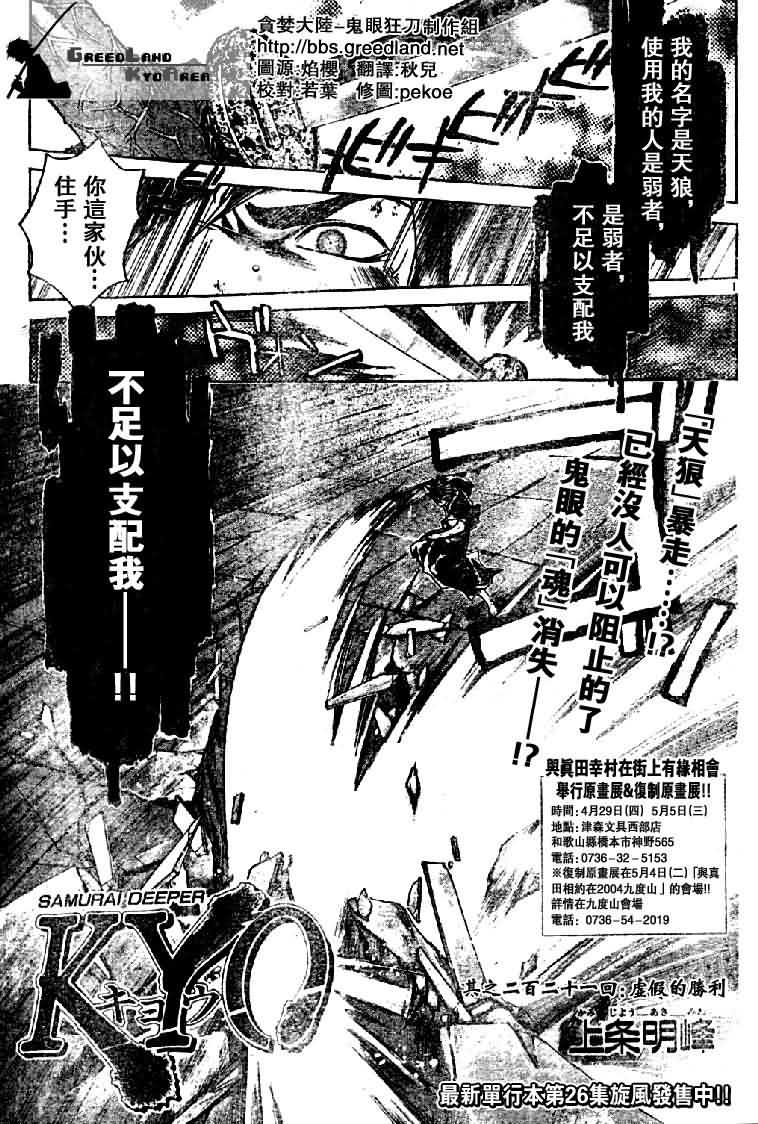 GREEDLAND
KYOAREA
貪婪大陸-鬼眼狂刀制作組
http://bbs.greedland.net
圖源:焰櫻 翻譯:秋兒
校對:若葉 修圖:pekoe
我的名字是天狼,
使用我的人是弱者,
是弱者,
不足以支配我
你這家伙…
住手…
不足以支配我——!!
「天狼」暴走……!?
已經沒人可以阻止的了
鬼眼的「魂」消失——!?
與眞田幸村在街上有緣相會
舉行原畫展&復制原畫展!!
時間:4月29日(四) 5月5日(三)
地點:津森文具西部店
和歌山縣橋本市神野565
電話:0736-32-5153
※復制原畫展在5月4日(二)「與真
田相約在2004九度山」的會場!!
詳情在九度山會場
電話: 0736-54-2019
SAMURAI DEEPER
KYO
キョウ
其之二百二十一回:虛假的勝利
上条明峰
最新單行本第26集旋風發售中!!